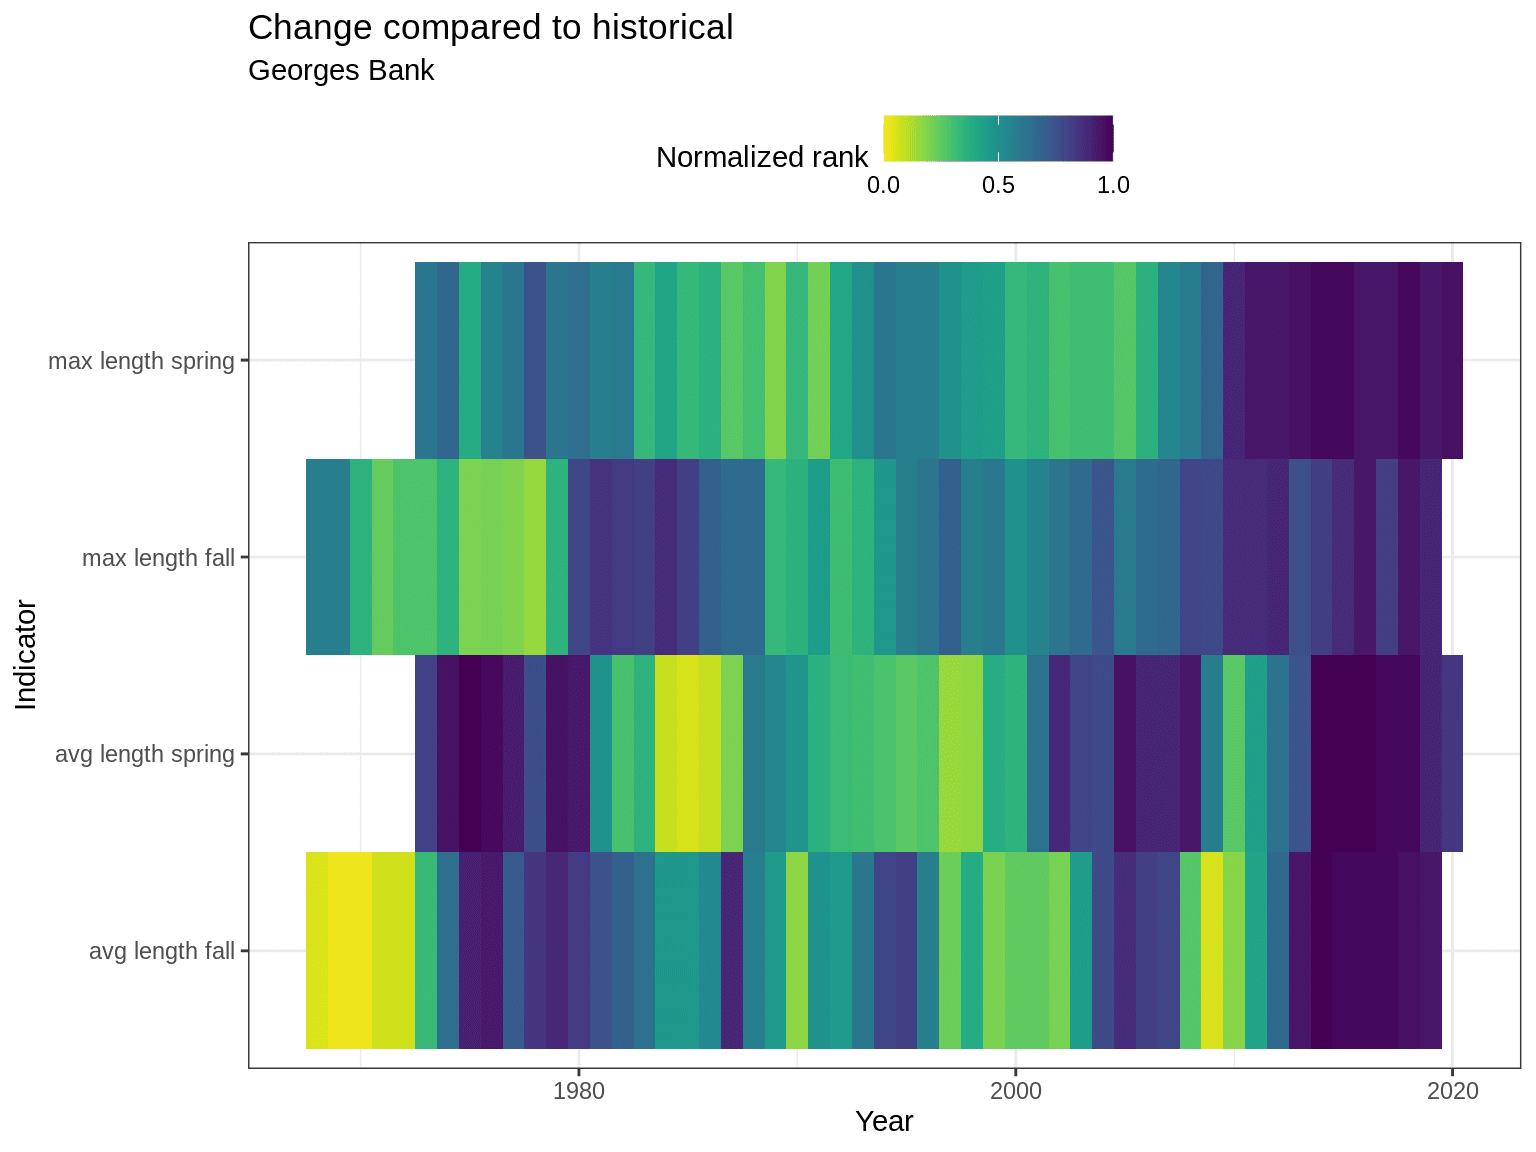 Change compared to historical
Georges Bank
Normalized rank
0.0 0.5 1.0
max length spring
max length fall
avg length spring
avg length fall
Indicator
1980 2000 2020
Year